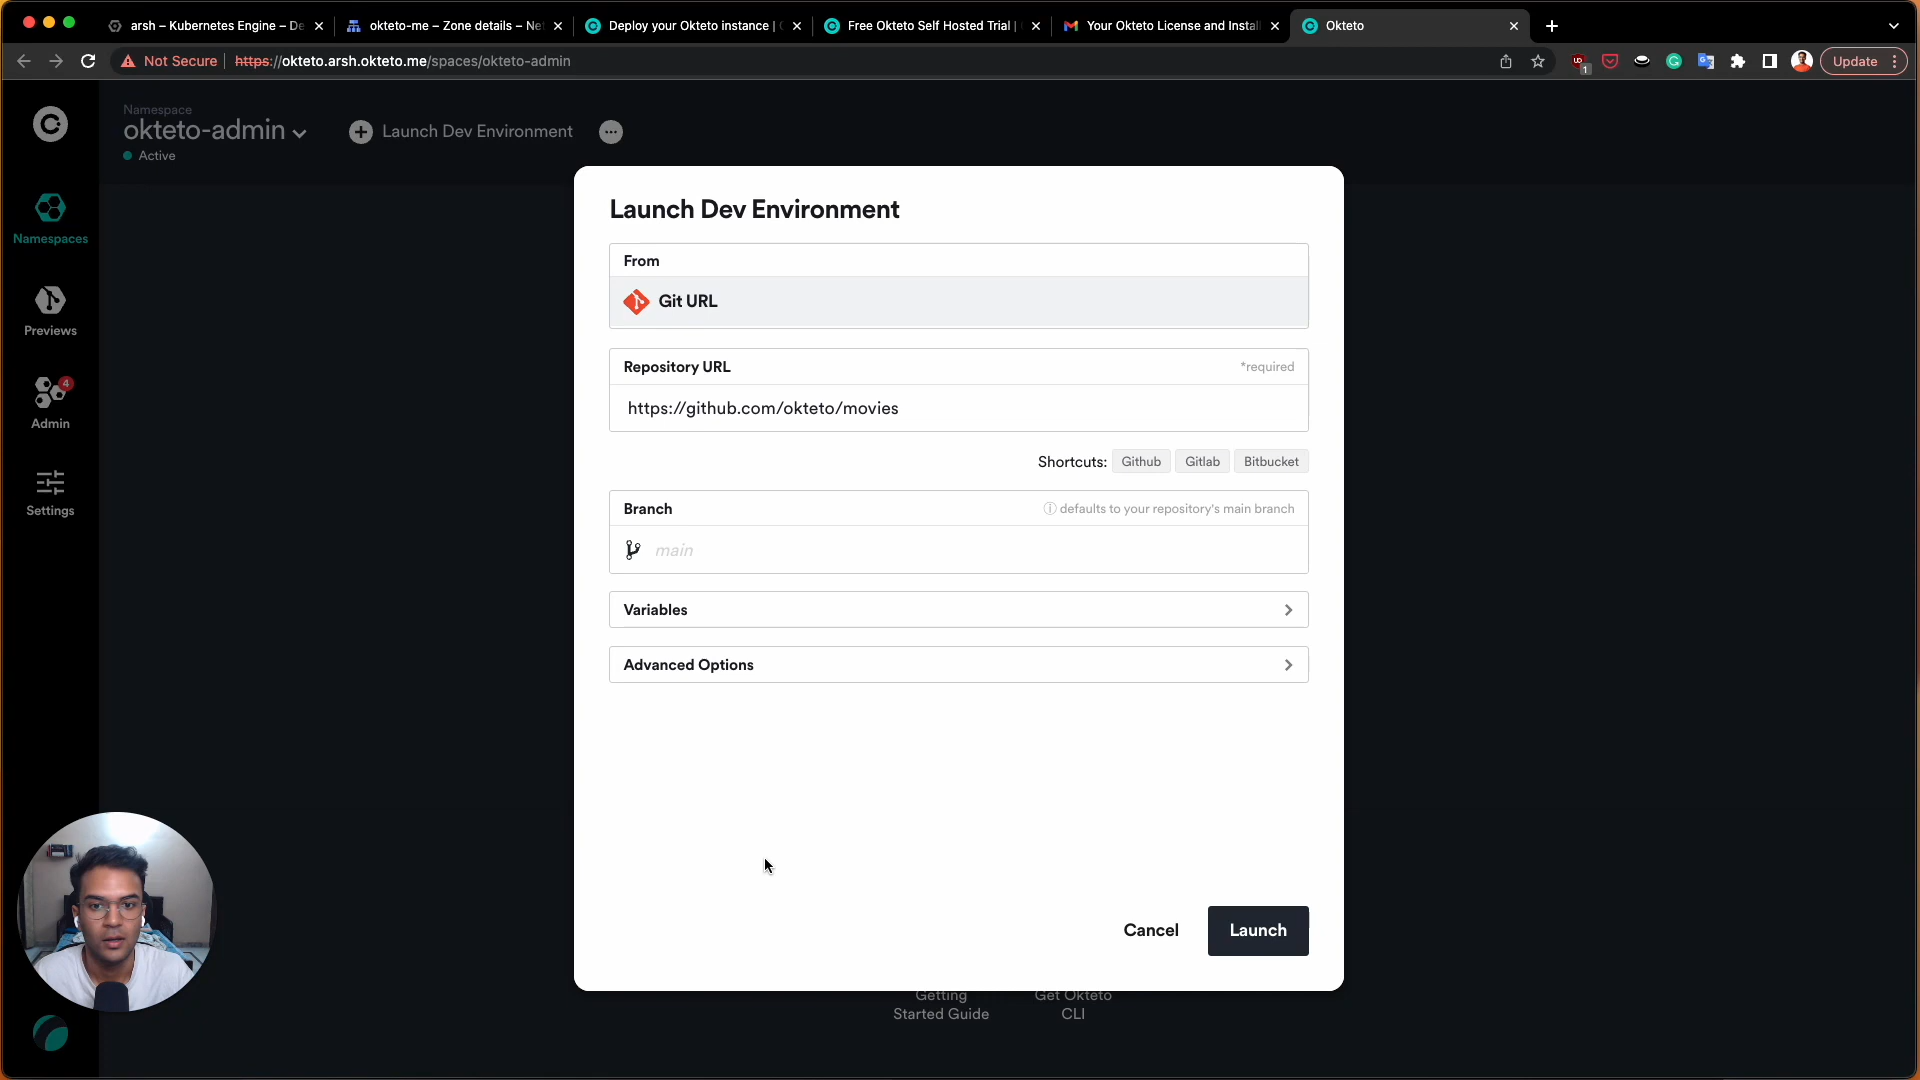 arsh – Kubernetes Engine – De
okteto-me – Zone details – Net
Deploy your Okteto instance |
Free Okteto Self Hosted Trial |
Your Okteto License and Instal
Okteto
Not Secure
https://okteto.arsh.okteto.me/spaces/okteto-admin
1
Update
Namespace
okteto-admin
Active
Launch Dev Environment
Namespaces
Previews
4
Admin
Settings
Launch Dev Environment
From
Git URL
Repository URL
*required
https://github.com/okteto/movies
Shortcuts: Github Gitlab Bitbucket
Branch
defaults to your repository's main branch
main
Variables
Advanced Options
Cancel
Launch
Getting
Started Guide
Get Okteto
CLI